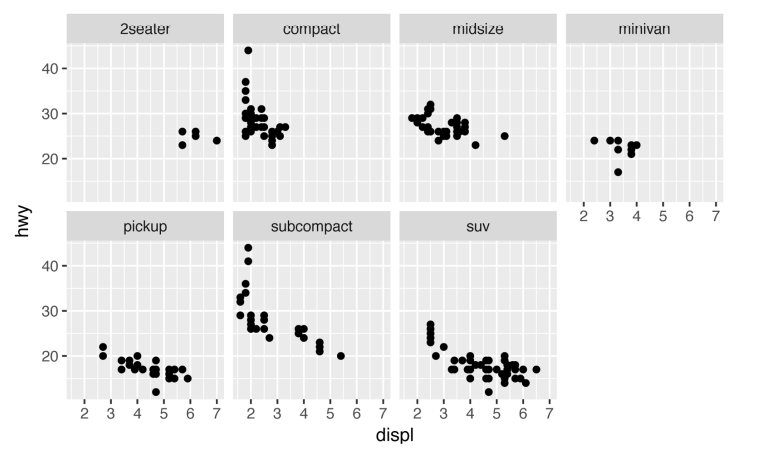 2seater compact midsize minivan
40
30
20
2 3 4 5 6 7
hwy
pickup subcompact suv
40
30
20
2 3 4 5 6 7 2 3 4 5 6 7 2 3 4 5 6 7
displ